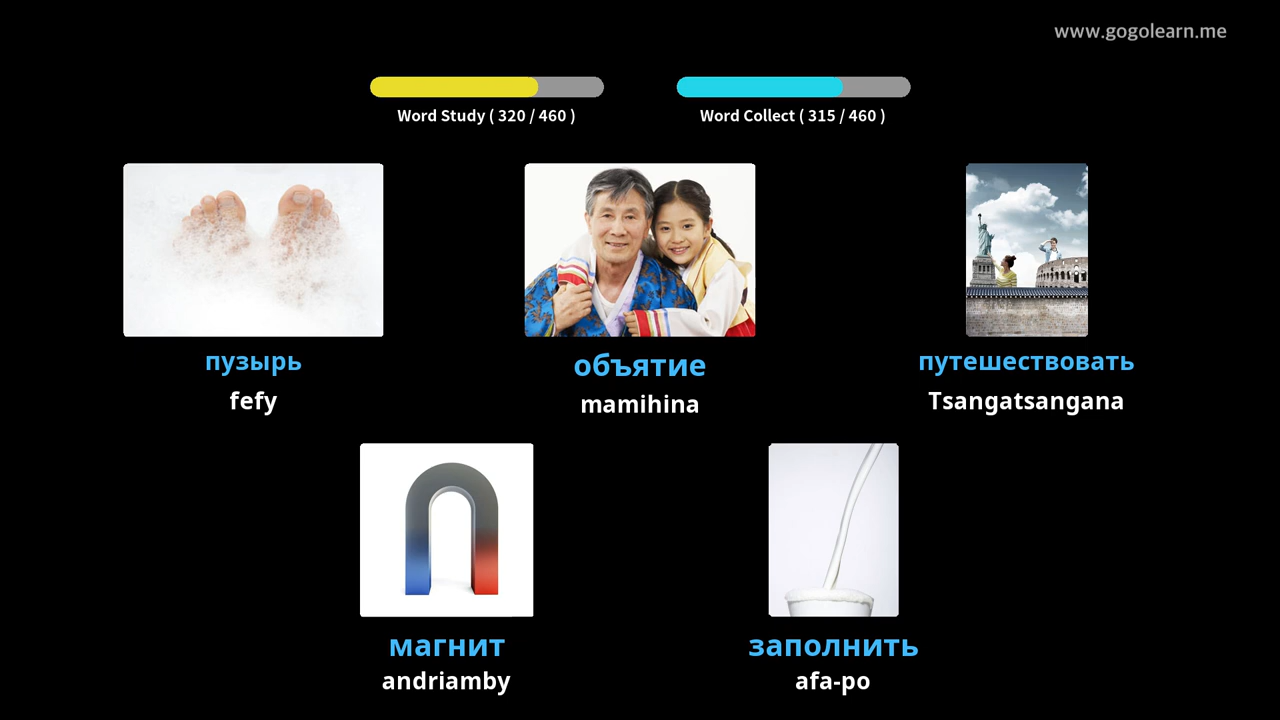 www.gogolearn.me
Word Study ( 320 / 460 )
Word Collect ( 315 / 460 )
пузырь
fefy
объятие
mamihina
путешествовать
Tsangatsangana
магнит
andriamby
заполнить
afa-po